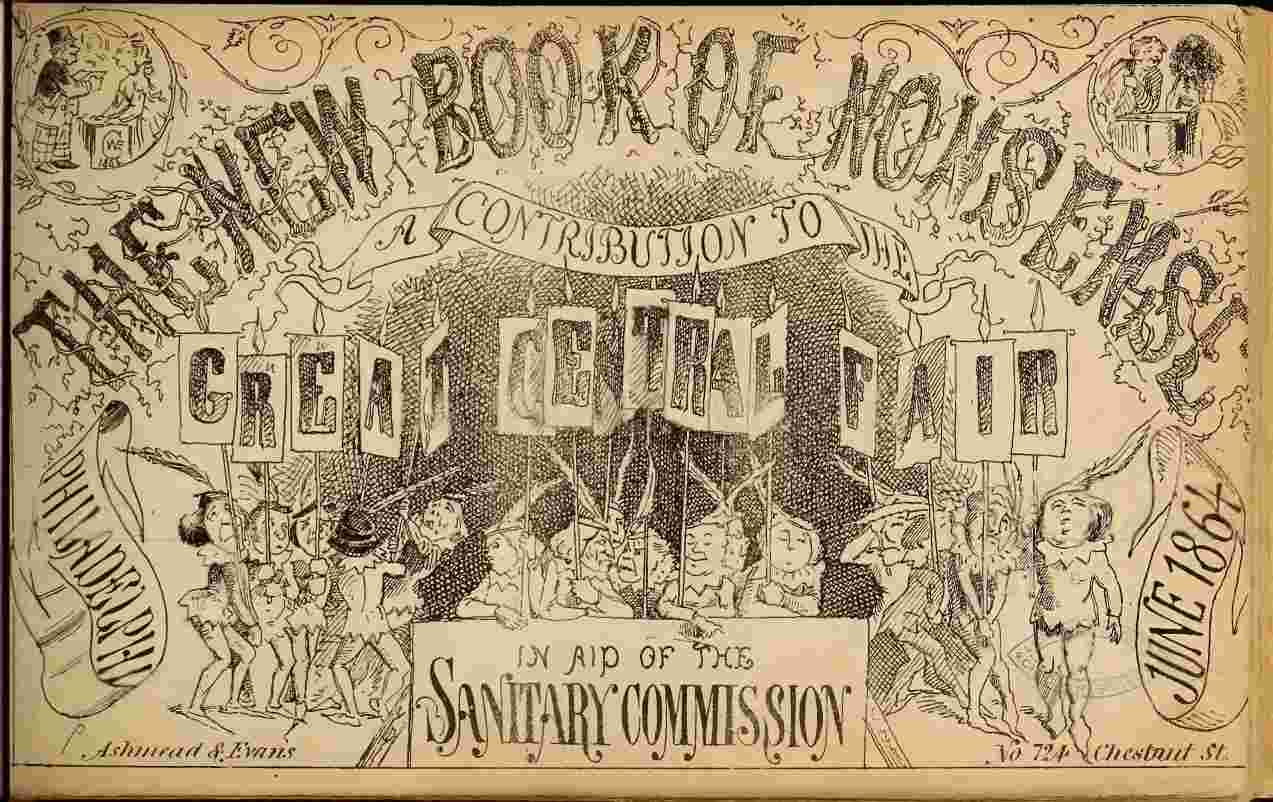 THE NEW BOOK OF NONSENSE
A CONTRIBUTION TO THE
GREAT CENTRAL FAIR
PHILADELPHIA
JUNE 1864
IN AID OF THE
SANITARY COMMISSION
Ashmead & Evans
No 724 Chestnut St.